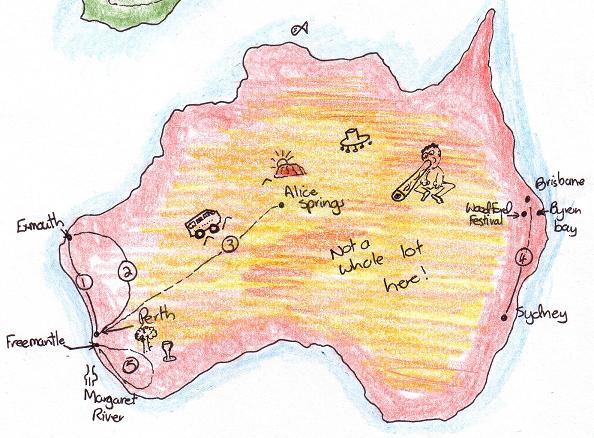 Brisbane
Alice
Springs
Woodford
Festival
Byren
bay
Exmouth
3
Not a
whole lot
here!
4
1
2
Perth
Sydney
Freemantle
5
Margaret
River